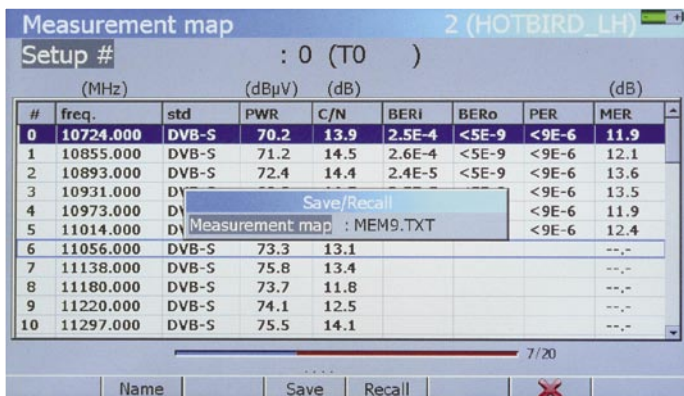 Measurement map 2 (HOTBIRD_LH)
Setup # : 0 (T0 )
(MHz) (dBµV) (dB) (dB)
# freq. std PWR C/N BERi BERo PER MER
0 10724.000 DVB-S 70.2 13.9 2.5E-4 <5E-9 <9E-6 11.9
1 10855.000 DVB-S 71.2 14.5 2.6E-4 <5E-9 <9E-6 12.1
2 10893.000 DVB-S 72.4 14.4 2.4E-5 <5E-9 <9E-6 13.6
3 10931.000 <9E-6 13.5
4 10973.000 <9E-6 11.9
5 11014.000 <9E-6 12.4
Save/Recall
Measurement map : MEM9.TXT
6 11056.000 DVB-S 73.3 13.1 --.-
7 11138.000 DVB-S 75.8 13.4 --.-
8 11180.000 DVB-S 73.7 11.8 --.-
9 11220.000 DVB-S 74.1 12.5 --.-
10 11297.000 DVB-S 75.5 14.1 --.-
7/20
Name Save Recall